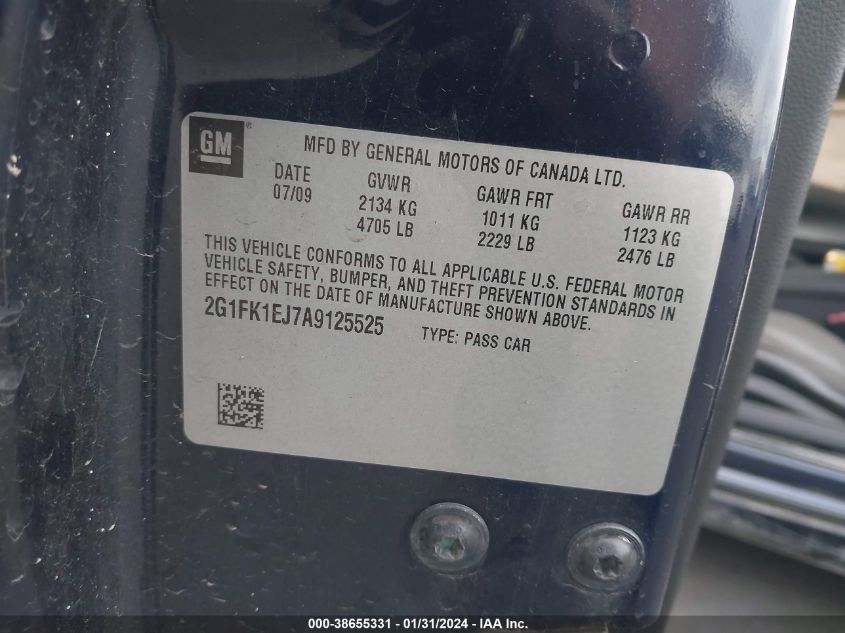 GM ®
MFD BY GENERAL MOTORS OF CANADA LTD.
DATE GVWR GAWR FRT GAWR RR
07/09 2134 KG 1011 KG 1123 KG
4705 LB 2229 LB 2476 LB
THIS VEHICLE CONFORMS TO ALL APPLICABLE U.S. FEDERAL MOTOR
VEHICLE SAFETY, BUMPER, AND THEFT PREVENTION STANDARDS IN
EFFECT ON THE DATE OF MANUFACTURE SHOWN ABOVE.
2G1FK1EJ7A9125525 TYPE: PASS CAR
000-38655331 / 01/31/2024 - IAA Inc.